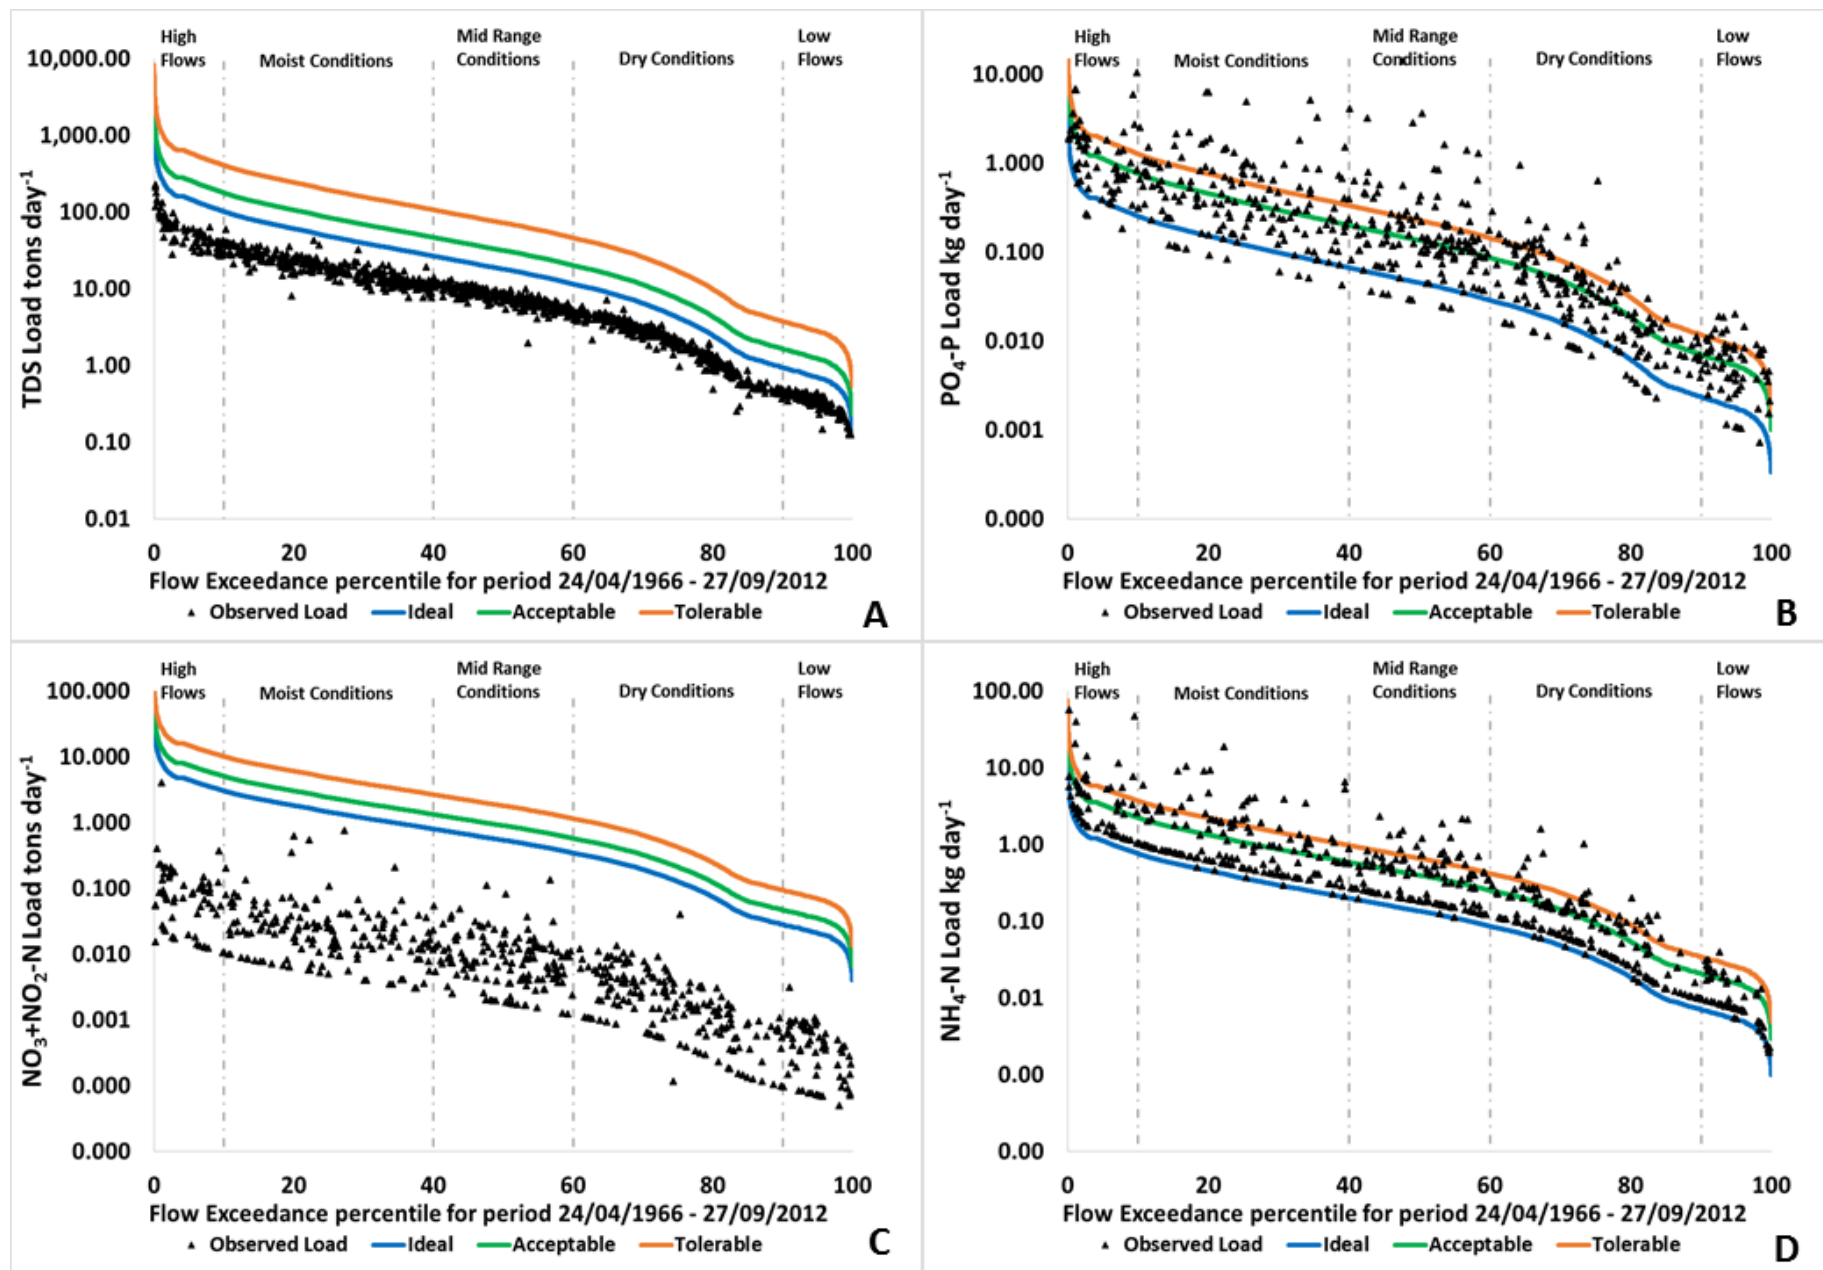 High
Flows
Moist Conditions
Mid Range
Conditions
Dry Conditions
Low
Flows
10,000.00
1,000.00
100.00
10.00
1.00
0.10
0.01
TDS Load tons day-1
0 20 40 60 80 100
Flow Exceedance percentile for period 24/04/1966 - 27/09/2012
Observed Load Ideal Acceptable Tolerable
A
High
Flows
Moist Conditions
Mid Range
Conditions
Dry Conditions
Low
Flows
10.000
1.000
0.100
0.010
0.001
0.000
PO4-P Load kg day-1
0 20 40 60 80 100
Flow Exceedance percentile for period 24/04/1966 - 27/09/2012
Observed Load Ideal Acceptable Tolerable
B
High
Flows
Moist Conditions
Mid Range
Conditions
Dry Conditions
Low
Flows
100.000
10.000
1.000
0.100
0.010
0.001
0.000
0.000
NO3+NO2-N Load tons day-1
0 20 40 60 80 100
Flow Exceedance percentile for period 24/04/1966 - 27/09/2012
Observed Load Ideal Acceptable Tolerable
C
High
Flows
Moist Conditions
Mid Range
Conditions
Dry Conditions
Low
Flows
100.00
10.00
1.00
0.10
0.01
0.00
0.00
NH4-N Load kg day-1
0 20 40 60 80 100
Flow Exceedance percentile for period 24/04/1966 - 27/09/2012
Observed Load Ideal Acceptable Tolerable
D